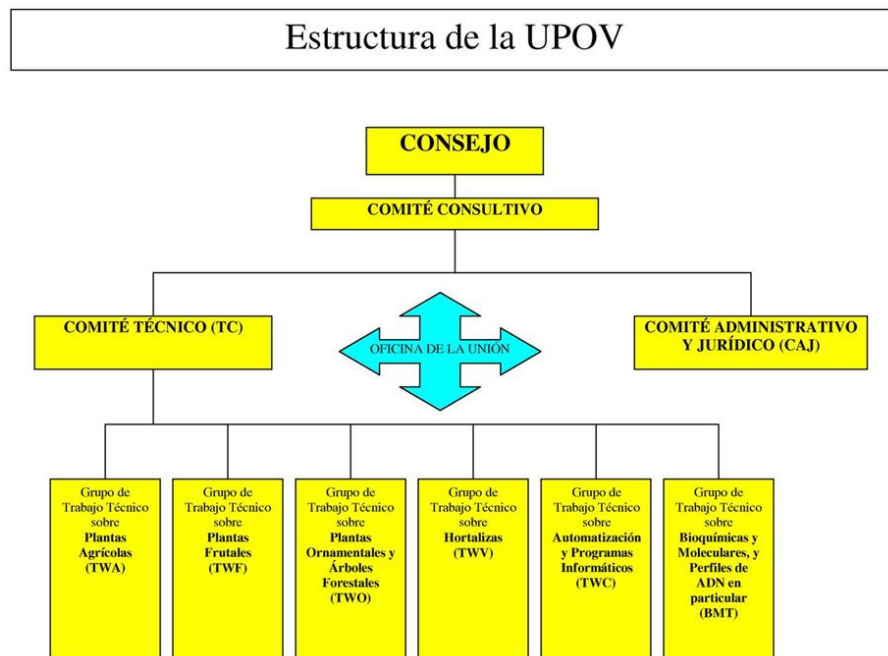 Estructura de la UPOV
CONSEJO
COMITÉ CONSULTIVO
COMITÉ TÉCNICO (TC)
OFICINA DE LA UNIÓN
COMITÉ ADMINISTRATIVO
Y JURÍDICO (CAJ)
Grupo de
Trabajo Técnico
sobre
Plantas
Agrícolas
(TWA)
Grupo de
Trabajo Técnico
sobre
Plantas
Frutales
(TWF)
Grupo de
Trabajo Técnico
sobre
Plantas
Ornamentales y
Árboles
Forestales
(TWO)
Grupo de
Trabajo Técnico
sobre
Hortalizas
(TWV)
Grupo de
Trabajo Técnico
sobre
Automatización
y Programas
Informáticos
(TWC)
Grupo de
Trabajo Técnico
sobre
Bioquímicas y
Moleculares, y
Perfiles de
ADN en
particular
(BMT)